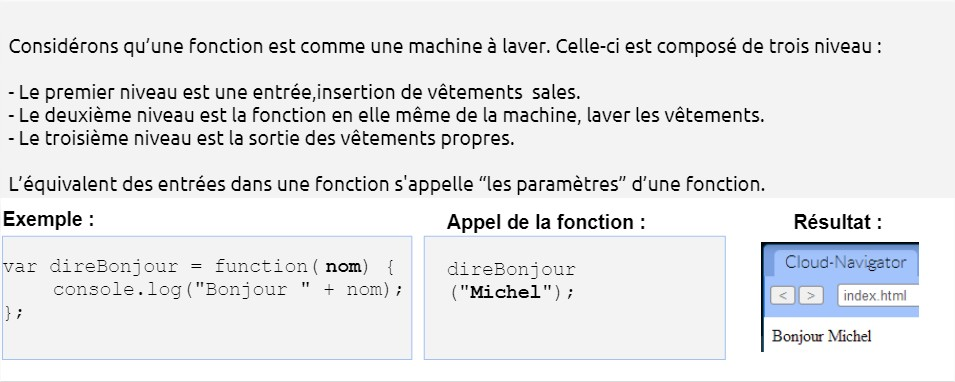 Considérons qu’une fonction est comme une machine à laver. Celle-ci est composé de trois niveau :
- Le premier niveau est une entrée,insertion de vêtements sales.
- Le deuxième niveau est la fonction en elle même de la machine, laver les vêtements.
- Le troisième niveau est la sortie des vêtements propres.
L’équivalent des entrées dans une fonction s'appelle “les paramètres” d’une fonction.
Exemple :
var direBonjour = function( nom) {
console.log("Bonjour " + nom);
};
Appel de la fonction :
direBonjour
("Michel");
Résultat :
Cloud-Navigator
< > index.html
Bonjour Michel